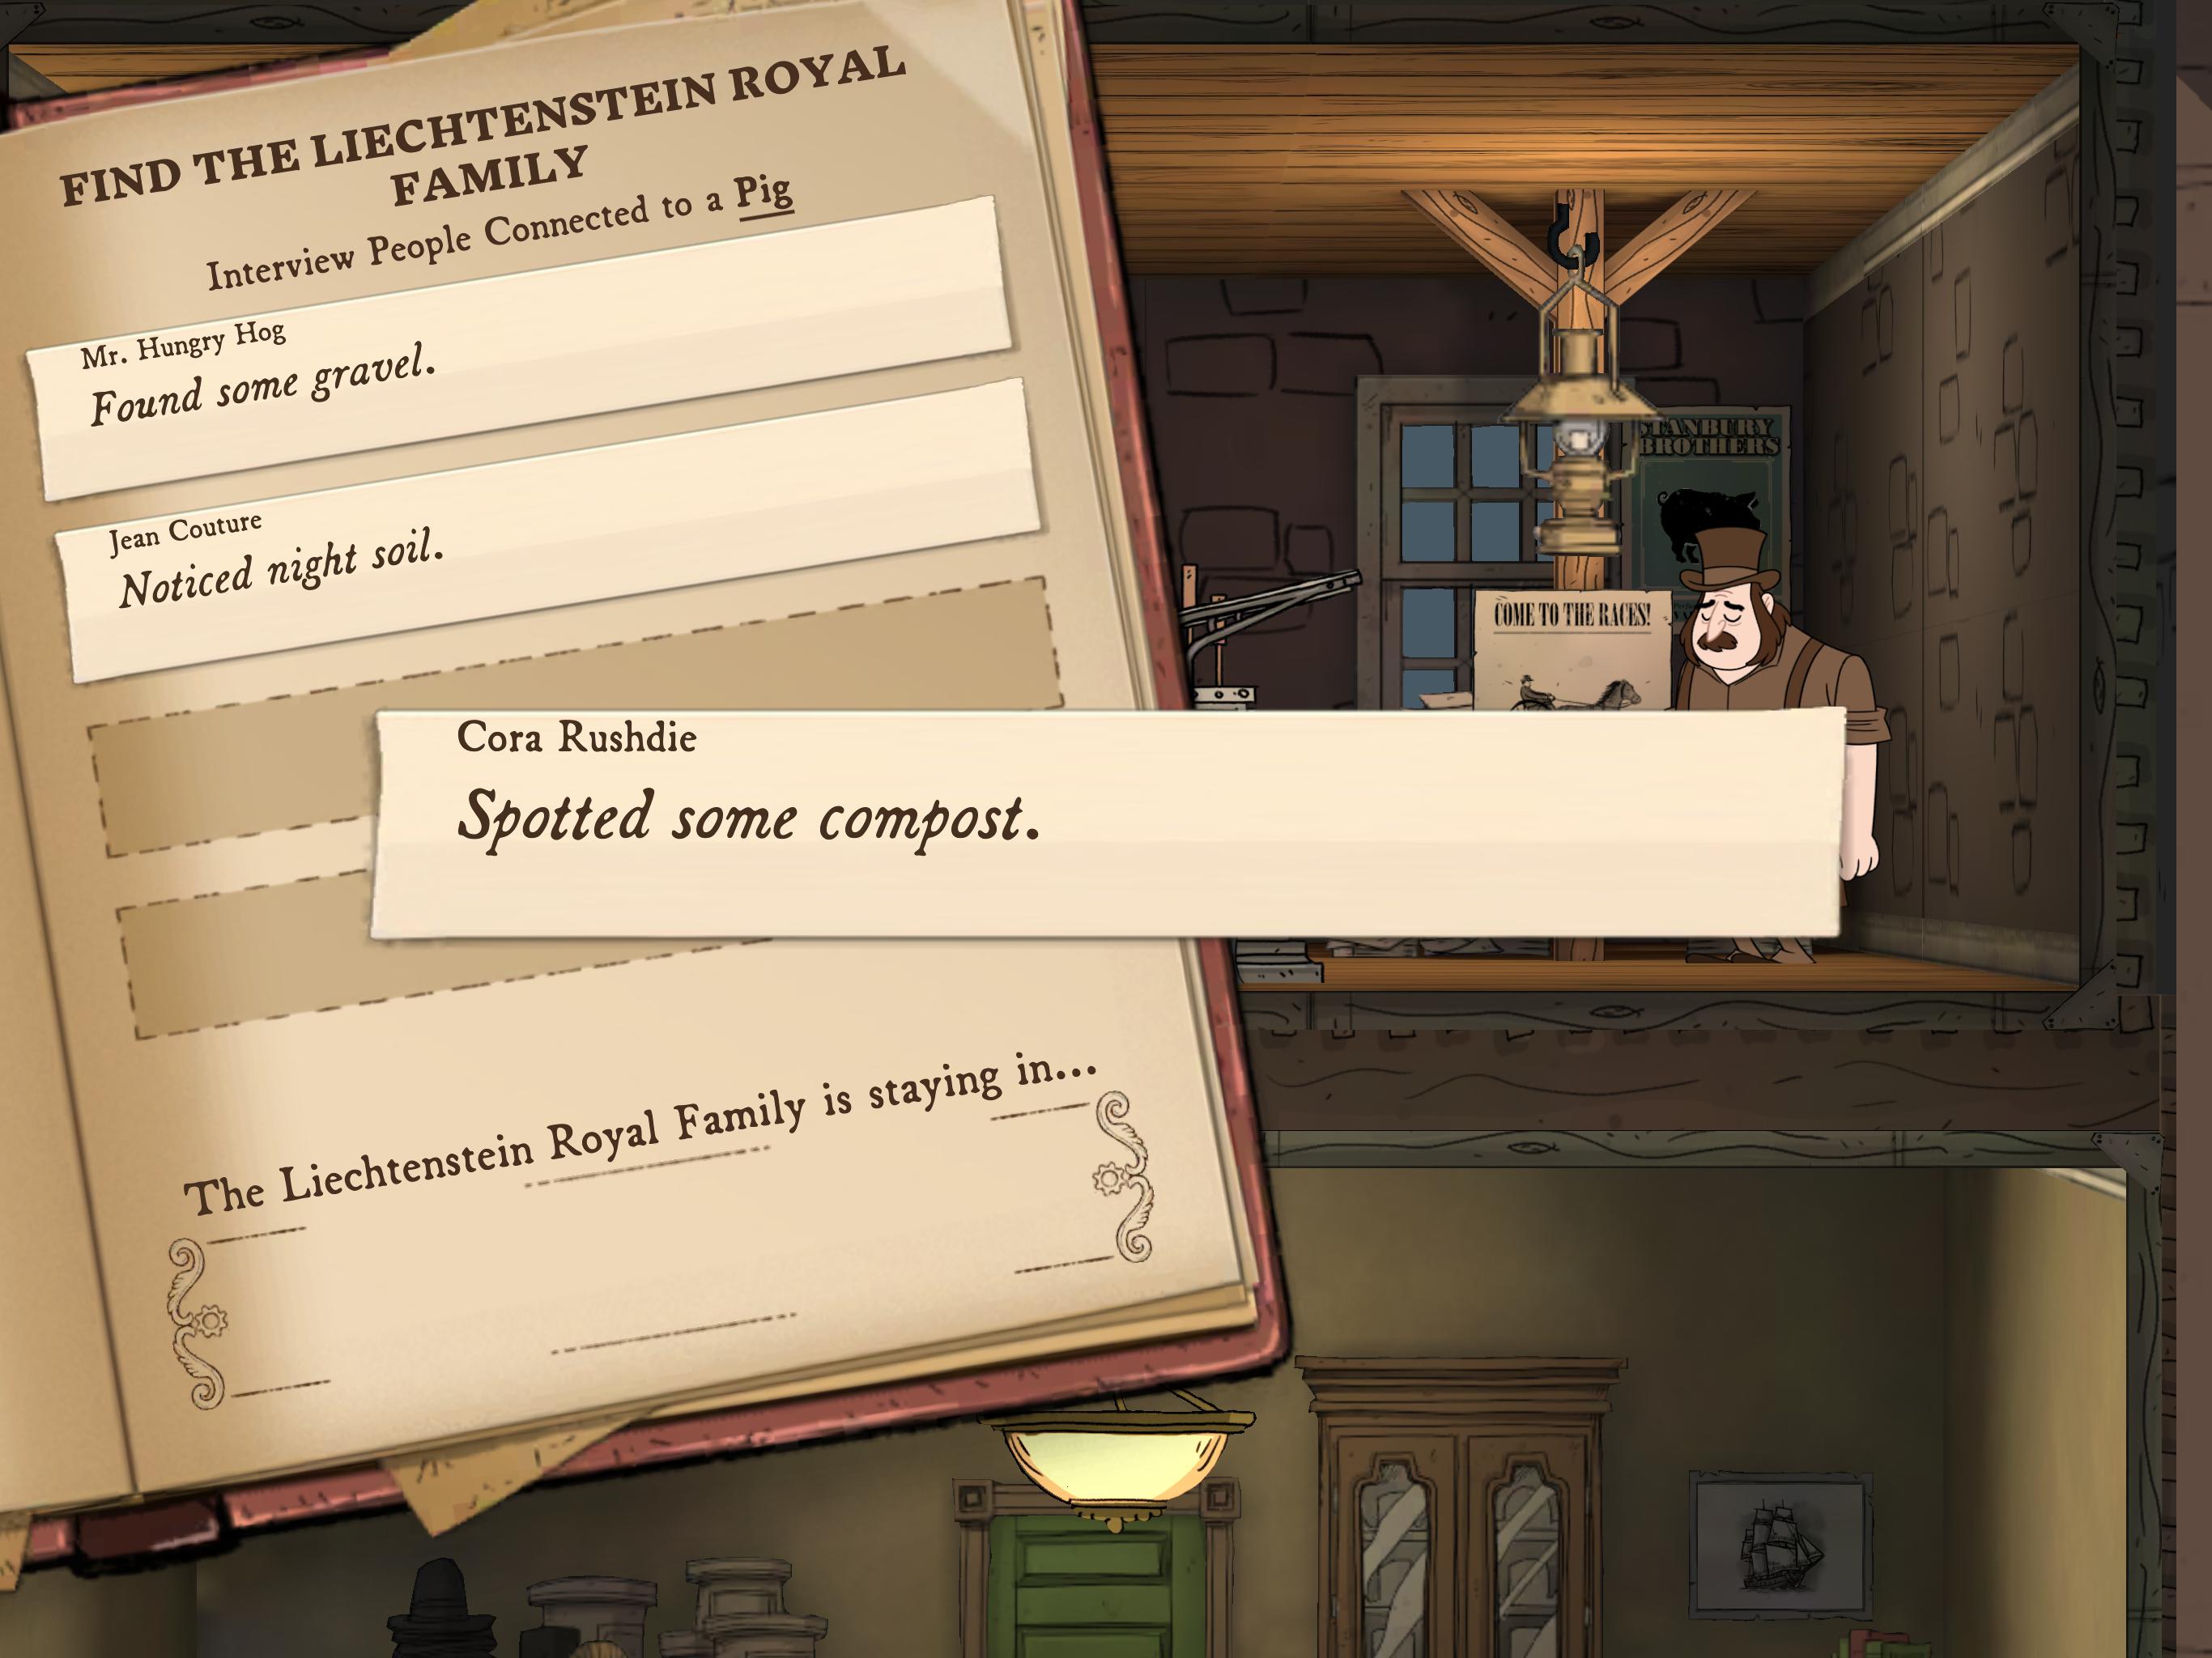 FIND THE LIECHTENSTEIN ROYAL
FAMILY
Interview People Connected to a Pig
Mr. Hungry Hog
Found some gravel.
Jean Couture
Noticed night soil.
Cora Rushdie
Spotted some compost.
The Liechtenstein Royal Family is staying in...
STANBURY
BROTHERS
COME TO THE RACES!